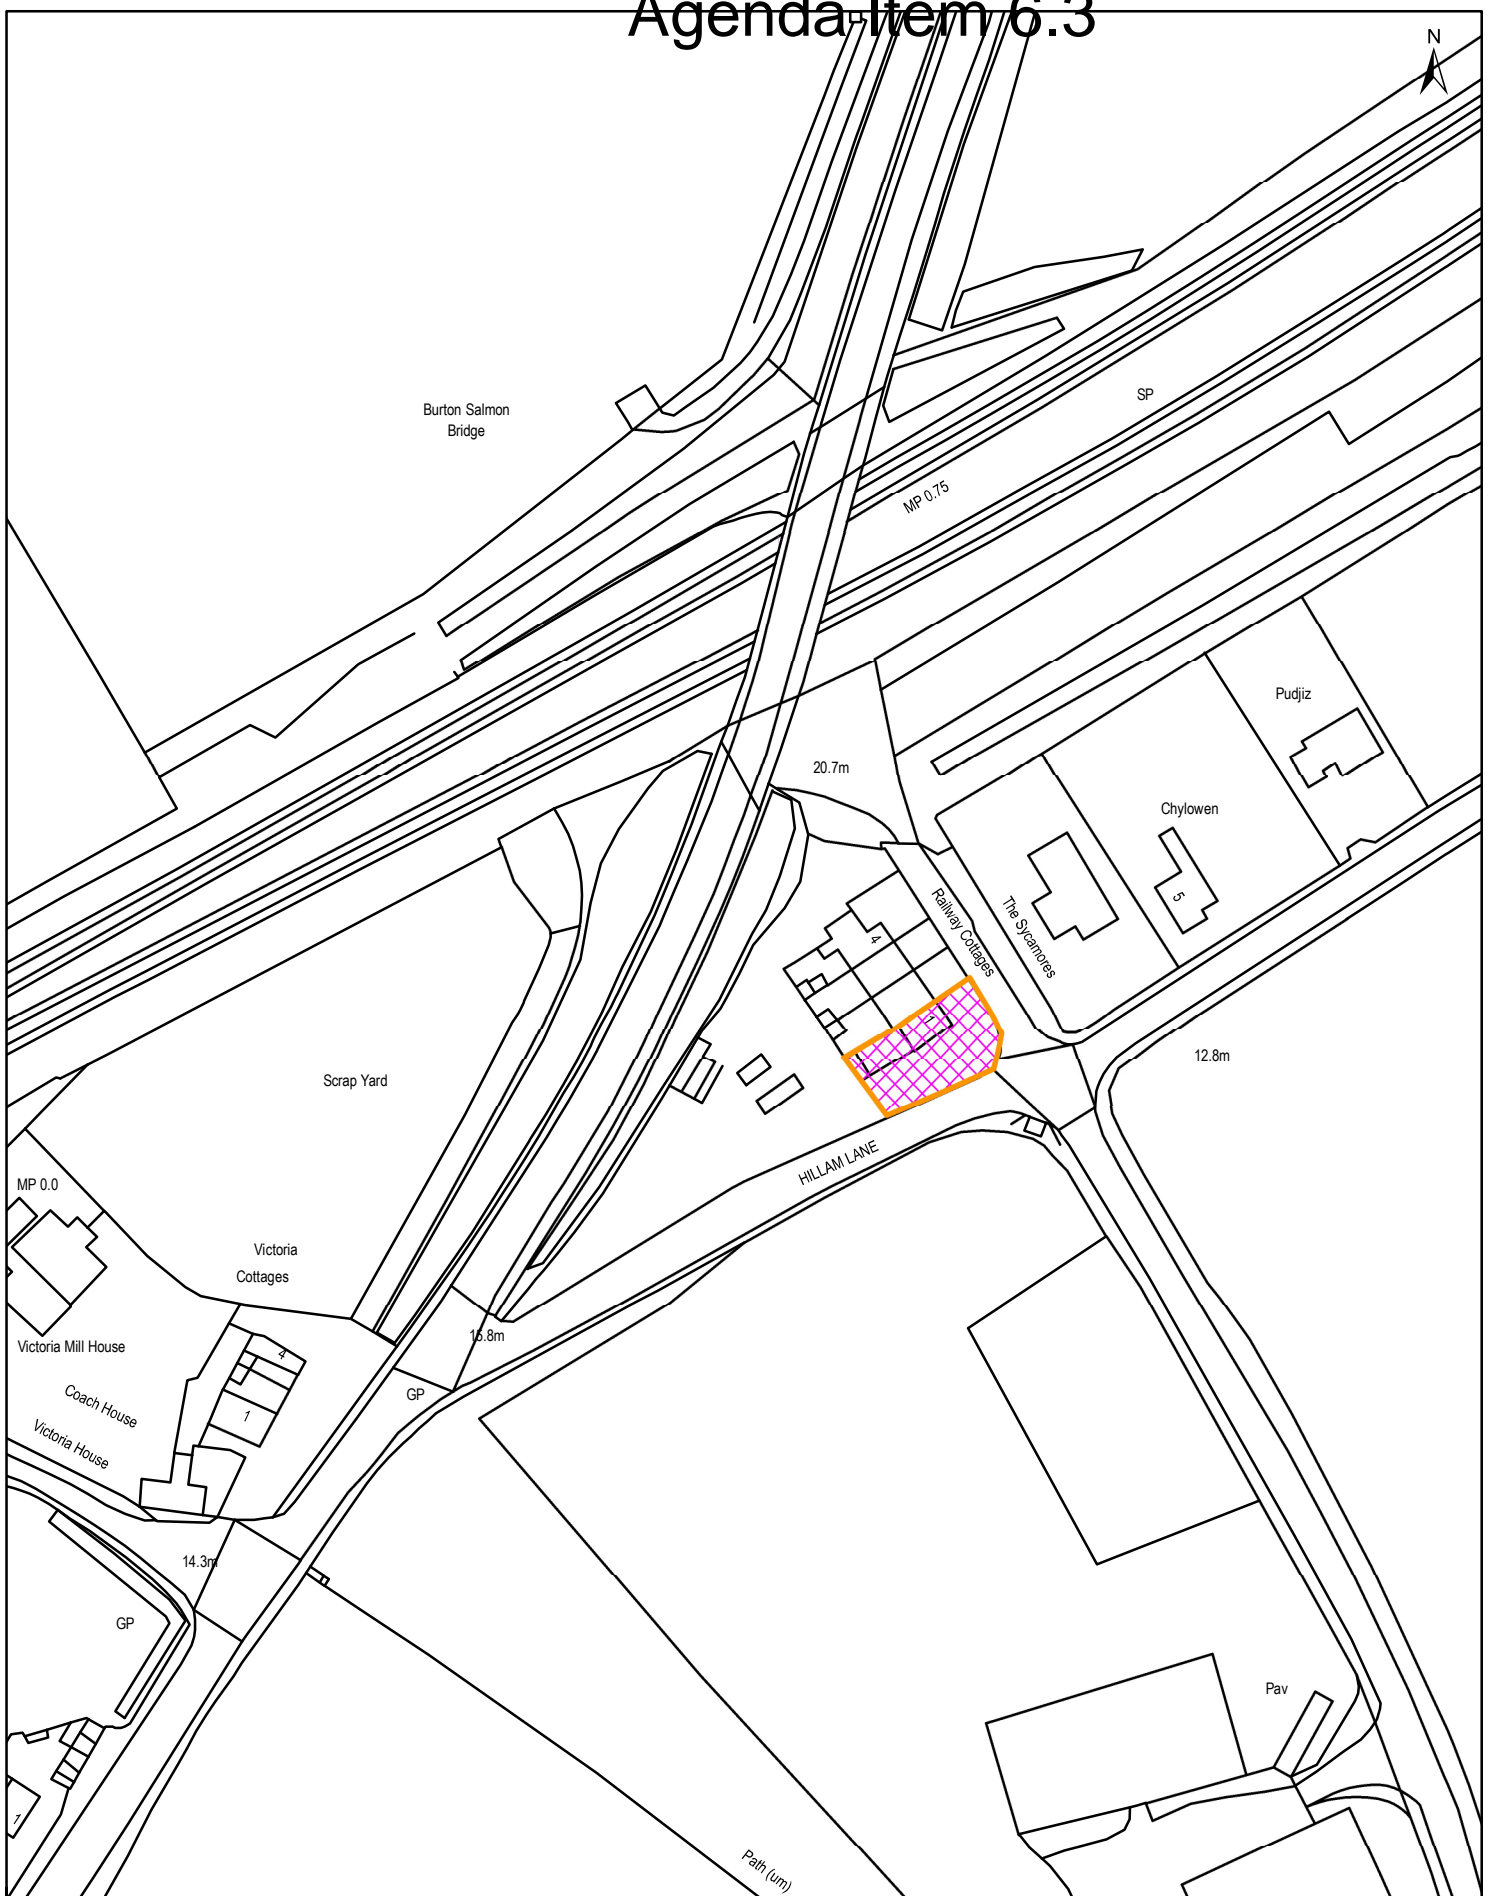 Agenda Item 6.3
N
Burton Salmon
Bridge
SP
MP 0.75
Pudjiz
20.7m
Chylowen
5
Railway Cottages
The Sycamores
4
1
12.8m
Scrap Yard
HILLAM LANE
MP 0.0
Victoria
Cottages
15.8m
Victoria Mill House
4
GP
Coach House
1
Victoria House
14.3m
GP
Pav
1
Path (um)